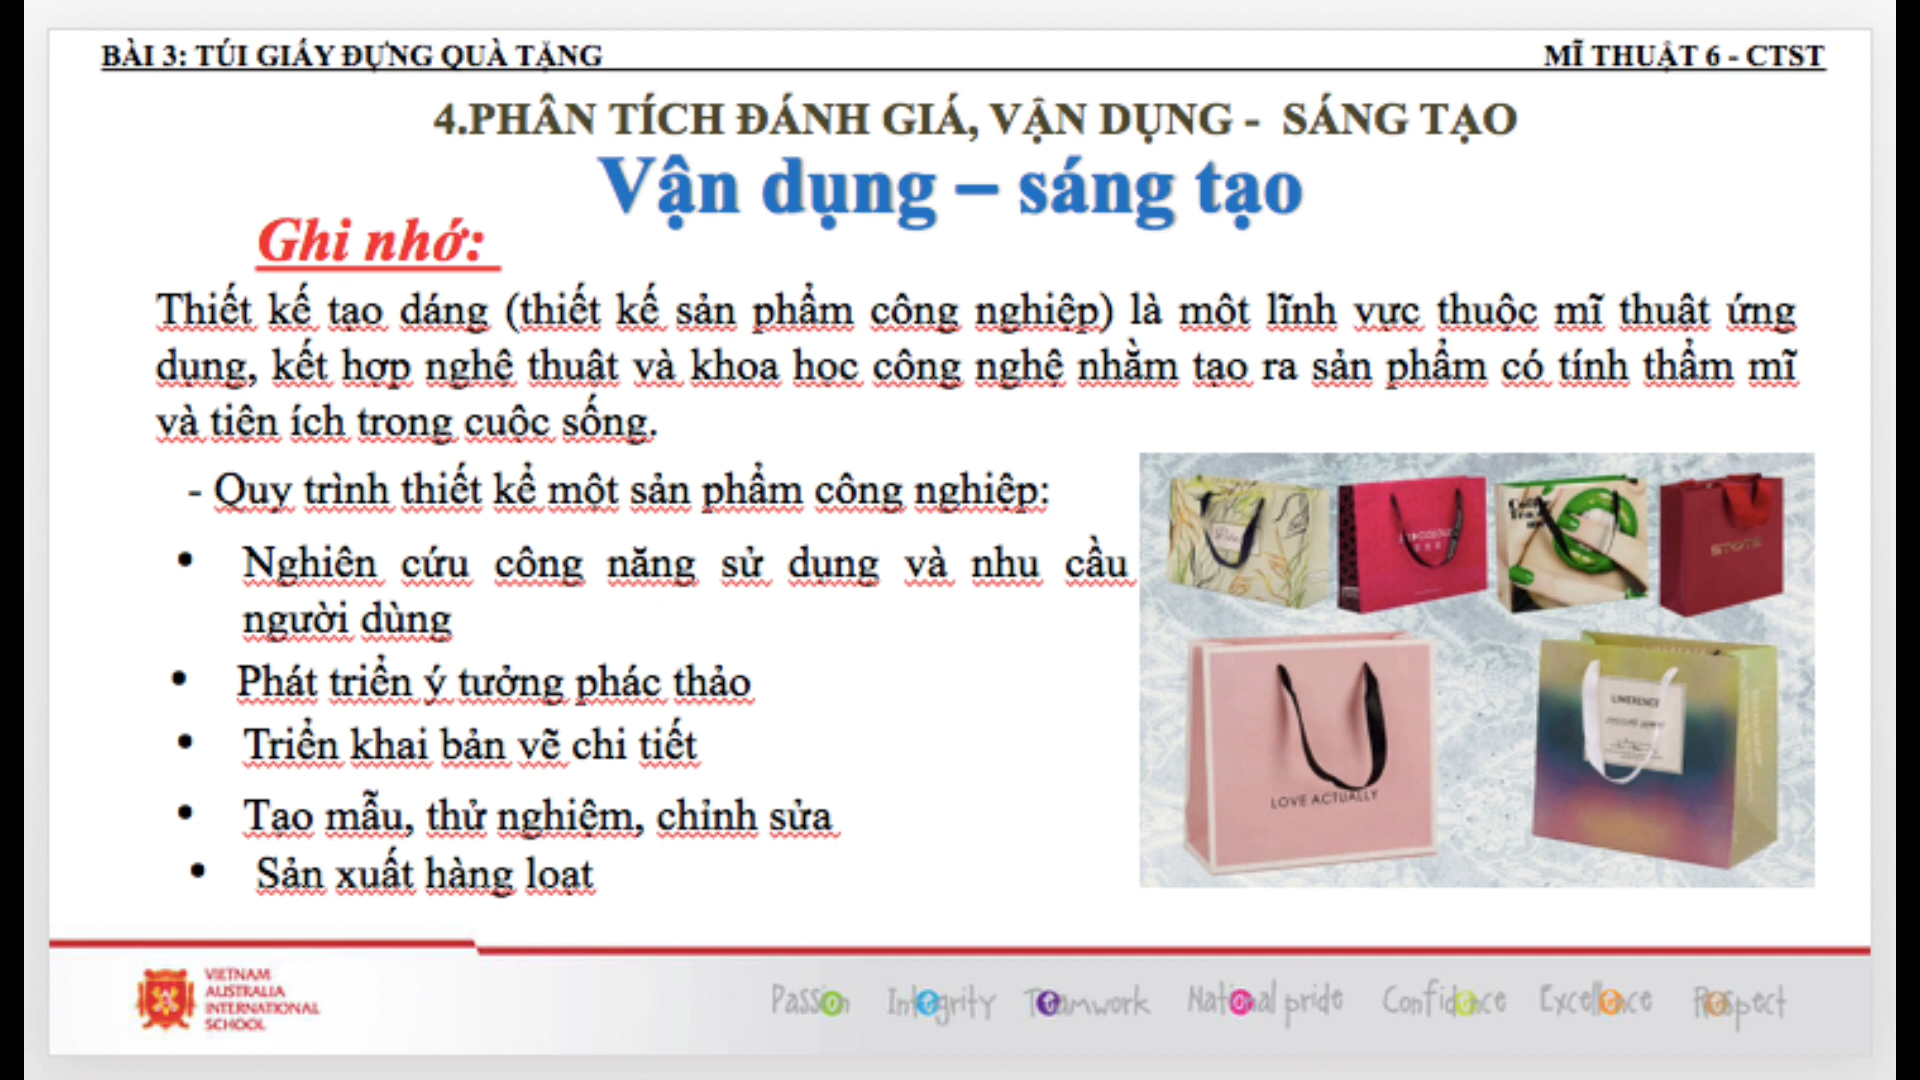 BÀI 3: TÚI GIẤY ĐỰNG QUÀ TẶNG
MĨ THUẬT 6 - CTST
4.PHÂN TÍCH ĐÁNH GIÁ, VẬN DỤNG - SÁNG TẠO
Vận dụng – sáng tạo
Ghi nhớ:
Thiết kế tạo dáng (thiết kế sản phẩm công nghiệp) là một lĩnh vực thuộc mĩ thuật ứng
dụng, kết hợp nghệ thuật và khoa học công nghệ nhằm tạo ra sản phẩm có tính thẩm mĩ
và tiện ích trong cuộc sống.
- Quy trình thiết kể một sản phẩm công nghiệp:
• Nghiên cứu công năng sử dụng và nhu cầu
người dùng
• Phát triển ý tưởng phác thảo
• Triển khai bản vẽ chi tiết
• Tạo mẫu, thử nghiệm, chỉnh sửa
• Sản xuất hàng loạt
LOVE ACTUALLY
LIMERENCE
VIETNAM
AUSTRALIA
INTERNATIONAL
SCHOOL
Passion Integrity Teamwork National pride Confidence Excellence Respect